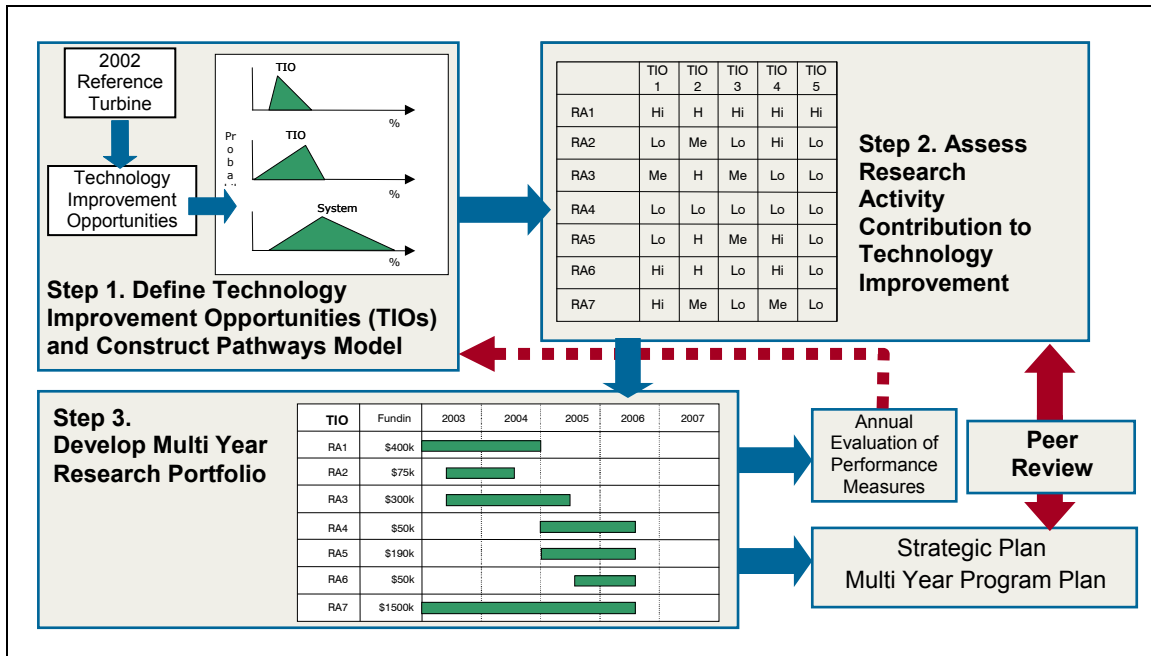 2002
Reference
Turbine
Technology
Improvement
Opportunities
TIO
%
Pr
o
b
a
TIO
%
System
%
Step 1. Define Technology
Improvement Opportunities (TIOs)
and Construct Pathways Model
TIO TIO TIO TIO TIO
1 2 3 4 5
RA1 Hi H Hi Hi Hi
RA2 Lo Me Lo Hi Lo
RA3 Me H Me Lo Lo
RA4 Lo Lo Lo Lo Lo
RA5 Lo H Me Hi Lo
RA6 Hi H Lo Hi Lo
RA7 Hi Me Lo Me Lo
Step 2. Assess
Research
Activity
Contribution to
Technology
Improvement
Step 3.
Develop Multi Year
Research Portfolio
TIO Fundin 2003 2004 2005 2006 2007
RA1 $400k
RA2 $75k
RA3 $300k
RA4 $50k
RA5 $190k
RA6 $50k
RA7 $1500k
Annual
Evaluation of
Performance
Measures
Peer
Review
Strategic Plan
Multi Year Program Plan